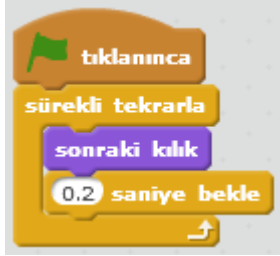 tıklanınca
sürekli tekrarla
sonraki kılık
0.2 saniye bekle